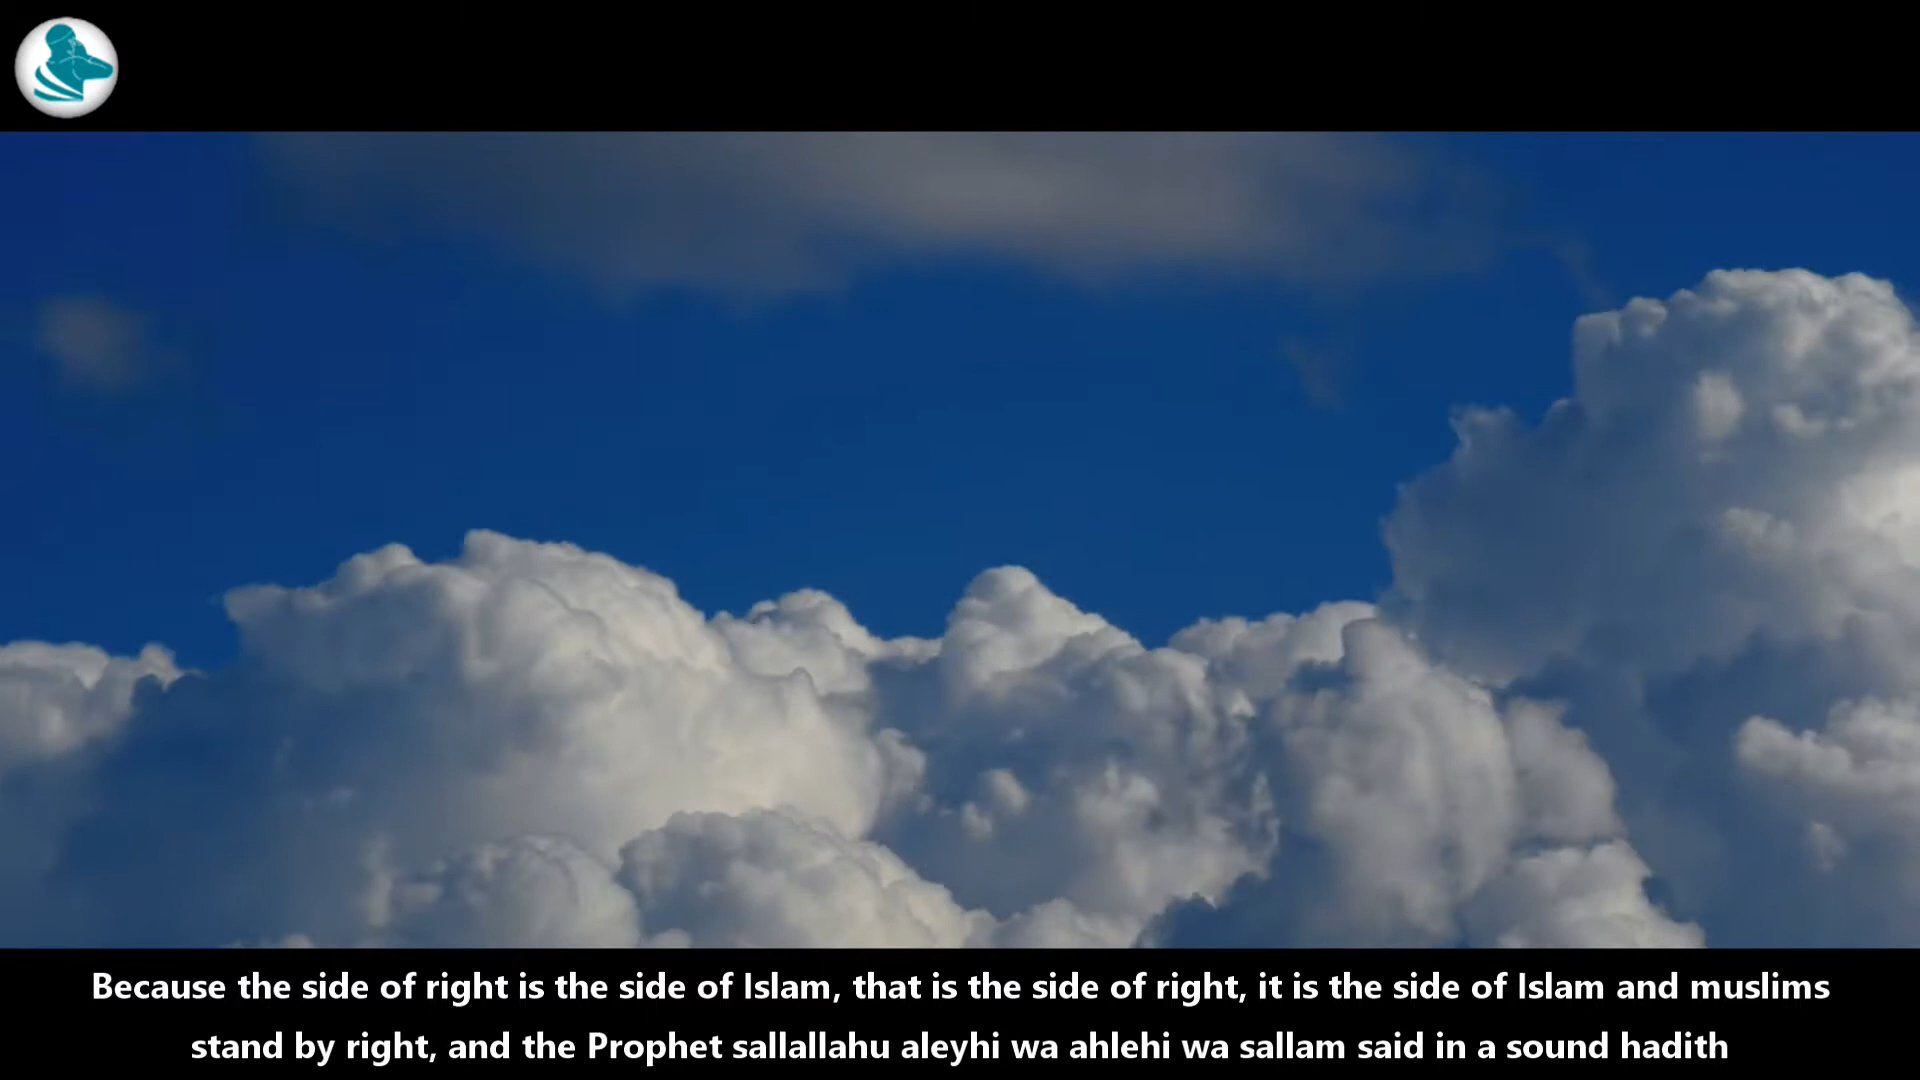 Because the side of right is the side of Islam, that is the side of right, it is the side of Islam and muslims
stand by right, and the Prophet sallallahu aleyhi wa ahlehi wa sallam said in a sound hadith